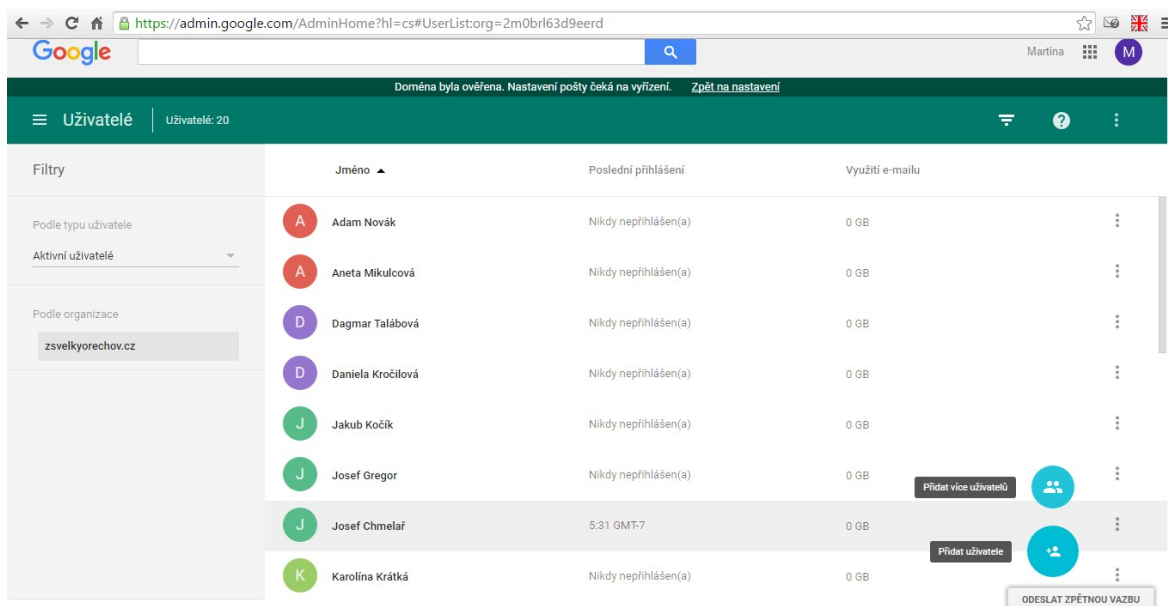 https://admin.google.com/AdminHome?hl=cs#UserList:org=2m0brl63d9eerd
Google
Martina
M
Doména byla ověřena. Nastavení pošty čeká na vyřízení. Zpět na nastavení
Uživatelé
Uživatelé: 20
Filtry
Podle typu uživatele
Aktivní uživatelé
Podle organizace
zsvelkyorechov.cz
Jméno Poslední přihlášení Využití e-mailu
A Adam Novák Nikdy nepřihlášen(a) 0 GB
A Aneta Mikulcová Nikdy nepřihlášen(a) 0 GB
D Dagmar Talábová Nikdy nepřihlášen(a) 0 GB
D Daniela Kročilová Nikdy nepřihlášen(a) 0 GB
J Jakub Kočík Nikdy nepřihlášen(a) 0 GB
J Josef Gregor Nikdy nepřihlášen(a) 0 GB
Přidat více uživatelů
J Josef Chmelař 5:31 GMT-7 0 GB
Přidat uživatele
K Karolína Krátká Nikdy nepřihlášen(a) 0 GB
ODESLAT ZPĚTNOU VAZBU